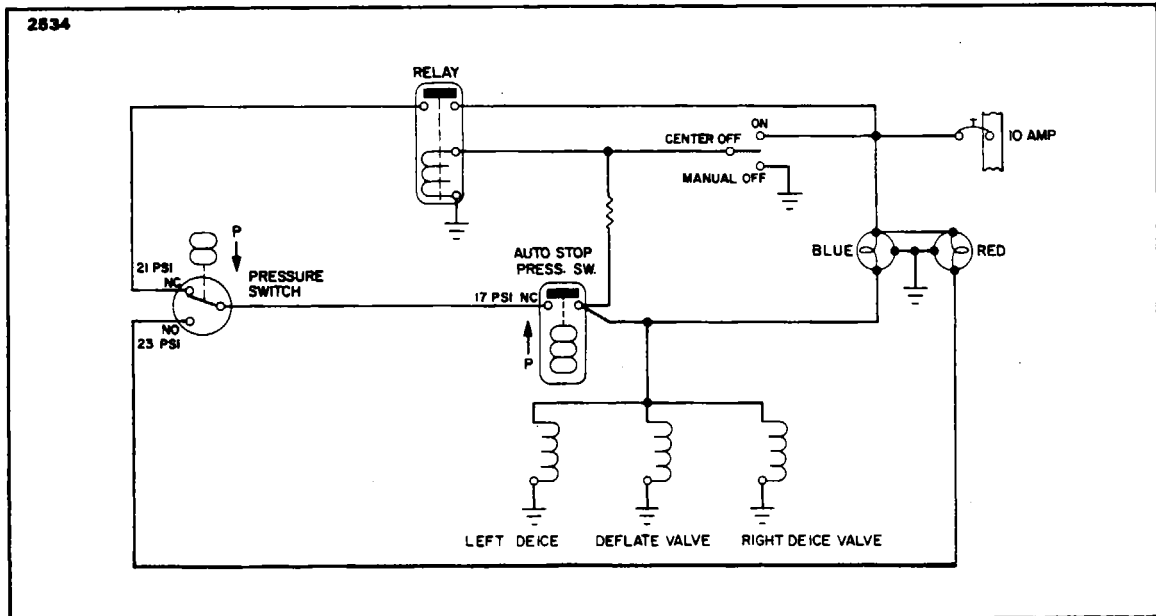 2534
RELAY
ON
CENTER OFF
10 AMP
MANUAL OFF
BLUE
RED
P
AUTO STOP
PRESS. SW.
21 PSI
NC
PRESSURE
SWITCH
17 PSI NC
NO
23 PSI
P
LEFT DEICE
DEFLATE VALVE
RIGHT DEICE VALVE